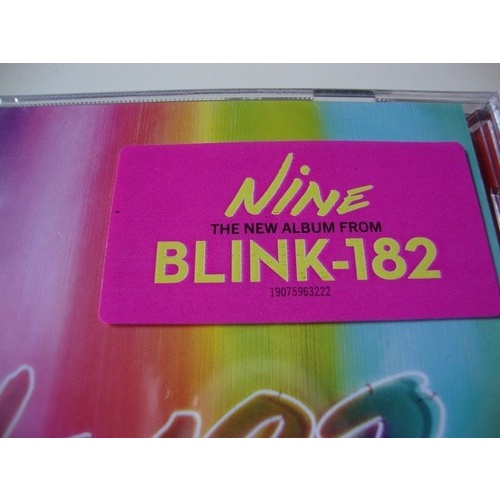 NiNE
THE NEW ALBUM FROM
BLINK-182
19075963222